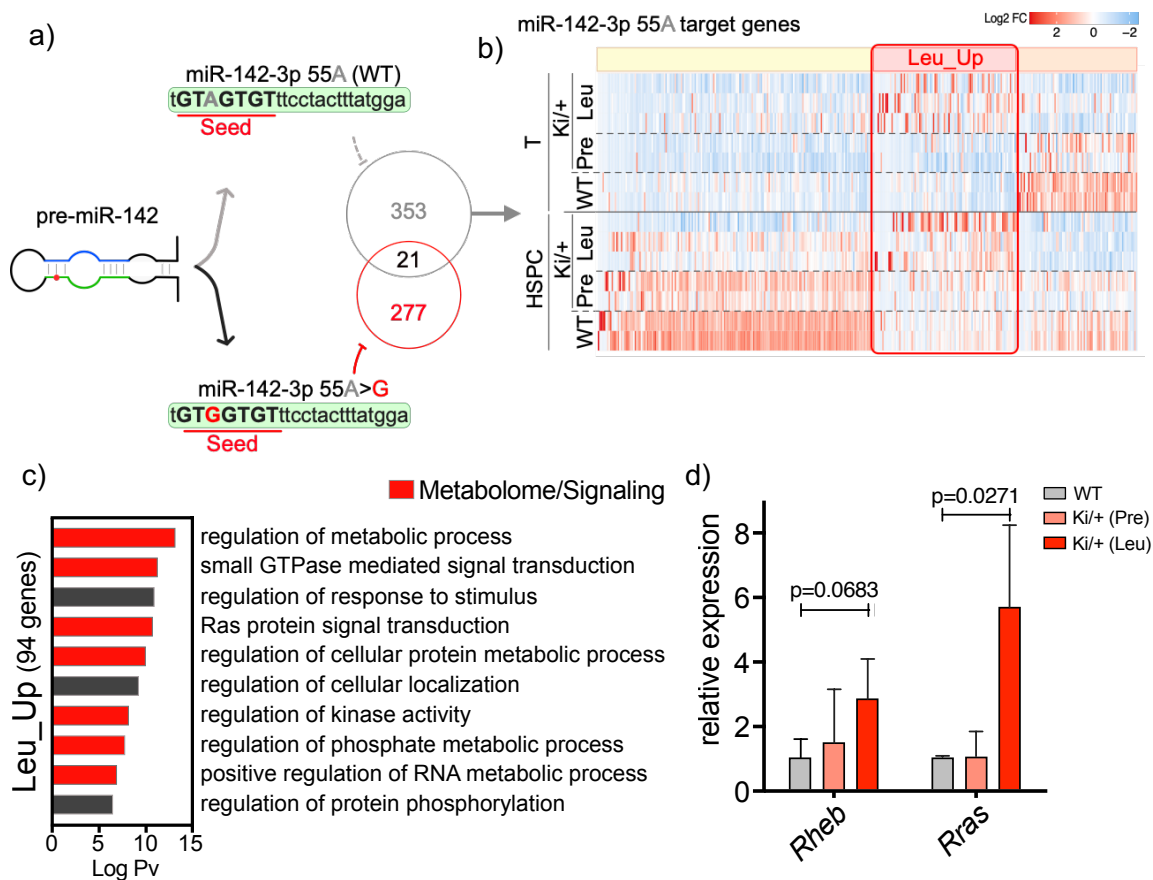 a)
miR-142-3p 55A (WT)
tGTAGTGTttcctactttatgga
Seed
pre-miR-142
353
21
277
miR-142-3p 55A>G
tGTGGTGTttcctactttatgga
Seed
b)
miR-142-3p 55A target genes
Log2 FC
2 0 -2
Leu_Up
T
Ki/+
Leu
Pre
WT
HSPC
Ki/+
Leu
Pre
WT
c)
Metabolome/Signaling
Leu_Up (94 genes)
regulation of metabolic process
small GTPase mediated signal transduction
regulation of response to stimulus
Ras protein signal transduction
regulation of cellular protein metabolic process
regulation of cellular localization
regulation of kinase activity
regulation of phosphate metabolic process
positive regulation of RNA metabolic process
regulation of protein phosphorylation
0 5 10 15
Log Pv
d)
WT
Ki/+ (Pre)
Ki/+ (Leu)
p=0.0271
p=0.0683
relative expression
8
6
4
2
0
Rheb
Rras